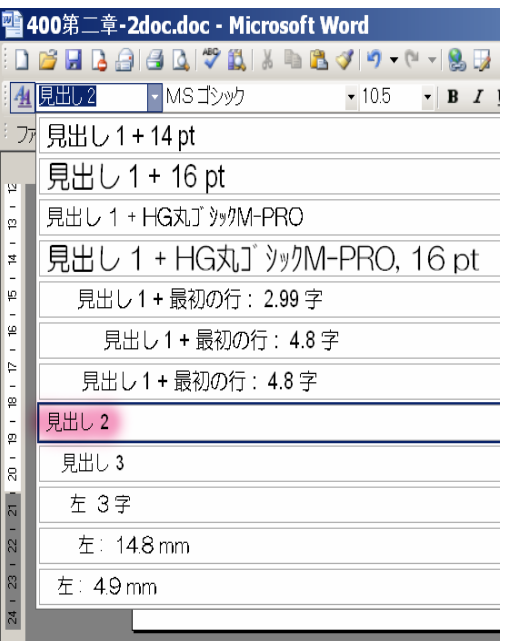 400第二章-2doc.doc - Microsoft Word
見出し2 MS ゴシック 10.5 B I
見出し 1 + 14 pt
見出し 1 + 16 pt
見出し 1 + HG丸ｺﾞｼｯｸM-PRO
見出し 1 + HG丸ｺﾞｼｯｸM-PRO, 16 pt
見出し 1 + 最初の行 : 2.99 字
見出し 1 + 最初の行 : 4.8 字
見出し 1 + 最初の行 : 4.8 字
見出し 2
見出し 3
左 3 字
左 : 14.8 mm
左 : 4.9 mm
12
13
14
15
16
17
18
19
20
21
22
23
24